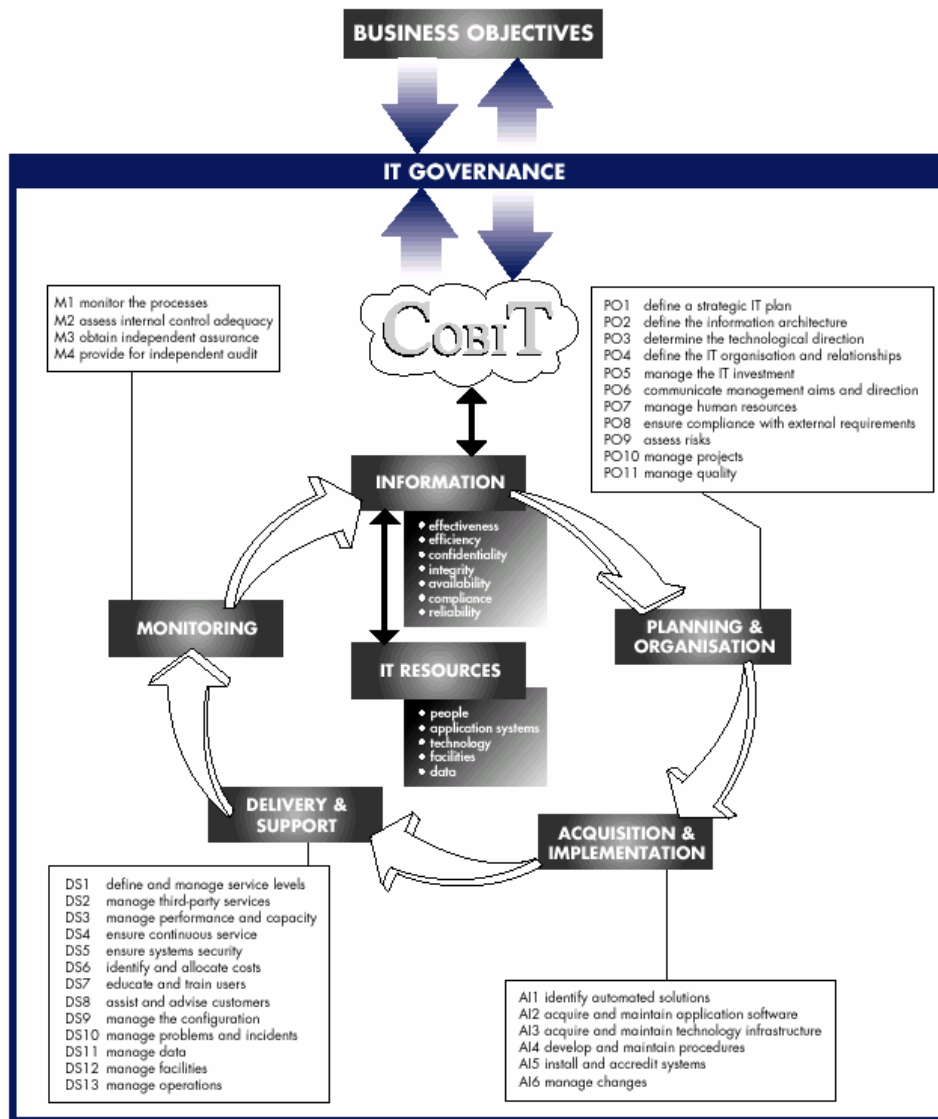 BUSINESS OBJECTIVES
IT GOVERNANCE
COBIT
M1 monitor the processes
M2 assess internal control adequacy
M3 obtain independent assurance
M4 provide for independent audit
PO1 define a strategic IT plan
PO2 define the information architecture
PO3 determine the technological direction
PO4 define the IT organisation and relationships
PO5 manage the IT investment
PO6 communicate management aims and direction
PO7 manage human resources
PO8 ensure compliance with external requirements
PO9 assess risks
PO10 manage projects
PO11 manage quality
INFORMATION
• effectiveness
• efficiency
• confidentiality
• integrity
• availability
• compliance
• reliability
MONITORING
PLANNING &
ORGANISATION
IT RESOURCES
• people
• application systems
• technology
• facilities
• data
DELIVERY &
SUPPORT
ACQUISITION &
IMPLEMENTATION
DS1 define and manage service levels
DS2 manage third-party services
DS3 manage performance and capacity
DS4 ensure continuous service
DS5 ensure systems security
DS6 identify and allocate costs
DS7 educate and train users
DS8 assist and advise customers
DS9 manage the configuration
DS10 manage problems and incidents
DS11 manage data
DS12 manage facilities
DS13 manage operations
AI1 identify automated solutions
AI2 acquire and maintain application software
AI3 acquire and maintain technology infrastructure
AI4 develop and maintain procedures
AI5 install and accredit systems
AI6 manage changes